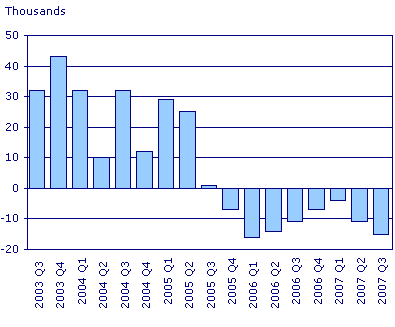 Thousands
50
40
30
20
10
0
-10
-20
2003 Q3
2003 Q4
2004 Q1
2004 Q2
2004 Q3
2004 Q4
2005 Q1
2005 Q2
2005 Q3
2005 Q4
2006 Q1
2006 Q2
2006 Q3
2006 Q4
2007 Q1
2007 Q2
2007 Q3